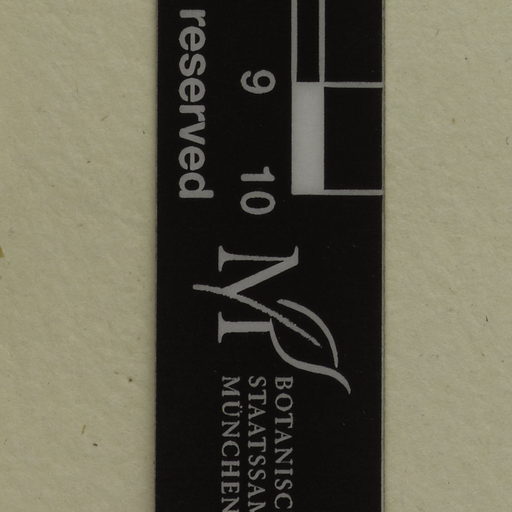 reserved
9 10
BOTANISC
STAATSSAM
MÜNCHEN